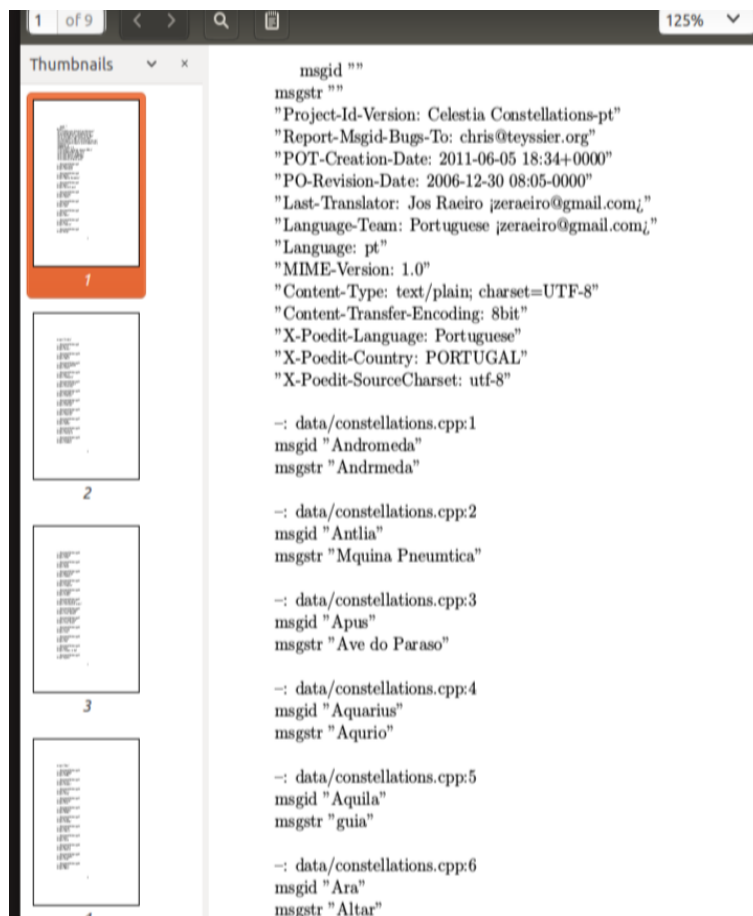 1 of 9
125%
Thumbnails
1
2
3
msgid ""
msgstr ""
"Project-Id-Version: Celestia Constellations-pt"
"Report-Msgid-Bugs-To: chris@teyssier.org"
"POT-Creation-Date: 2011-06-05 18:34+0000"
"PO-Revision-Date: 2006-12-30 08:05-0000"
"Last-Translator: Jos Raeiro ¡zeraeiro@gmail.com¿"
"Language-Team: Portuguese ¡zeraeiro@gmail.com¿"
"Language: pt"
"MIME-Version: 1.0"
"Content-Type: text/plain; charset=UTF-8"
"Content-Transfer-Encoding: 8bit"
"X-Poedit-Language: Portuguese"
"X-Poedit-Country: PORTUGAL"
"X-Poedit-SourceCharset: utf-8"
–: data/constellations.cpp:1
msgid "Andromeda"
msgstr "Andrmeda"
–: data/constellations.cpp:2
msgid "Antlia"
msgstr "Mquina Pneumtica"
–: data/constellations.cpp:3
msgid "Apus"
msgstr "Ave do Paraso"
–: data/constellations.cpp:4
msgid "Aquarius"
msgstr "Aqurio"
–: data/constellations.cpp:5
msgid "Aquila"
msgstr "guia"
–: data/constellations.cpp:6
msgid "Ara"
msgstr "Altar"